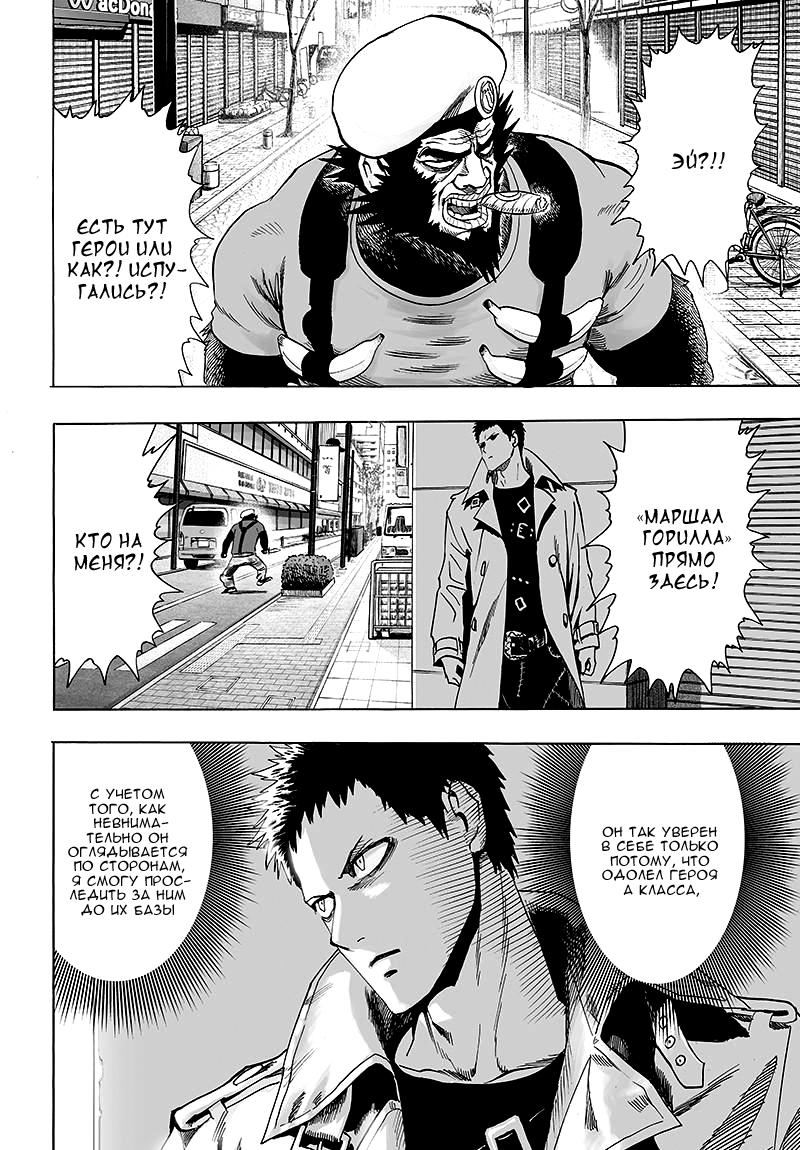 acDona
ЭЙ?!!
ЕСТЬ ТУТ
ГЕРОИ ИЛИ
КАК?! ИСПУ-
ГАЛИСЬ?!
«МАРШАЛ
ГОРИЛЛА»
ПРЯМО
ЗДЕСЬ!
:E:
КТО НА
МЕНЯ?!
ОН ТАК УВЕРЕН
В СЕБЕ ТОЛЬКО
ПОТОМУ, ЧТО
ОДОЛЕЛ ГЕРОЯ
А КЛАССА,
С УЧЕТОМ
ТОГО, КАК
НЕВНИМА-
ТЕЛЬНО ОН
ОГЛЯДЫВАЕТСЯ
ПО СТОРОНАМ,
Я СМОГУ ПРОС-
ЛЕДИТЬ ЗА НИМ
ДО ИХ БАЗЫ